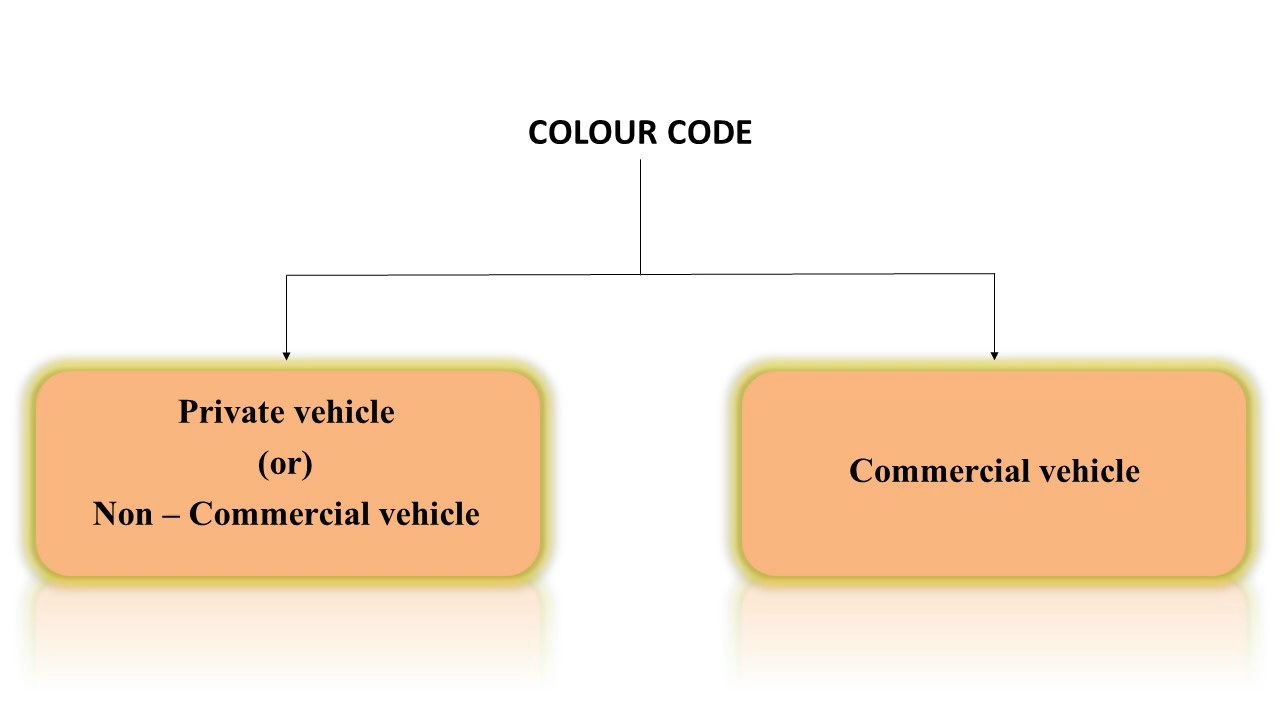 COLOUR CODE
Private vehicle
(or)
Non – Commercial vehicle
Commercial vehicle